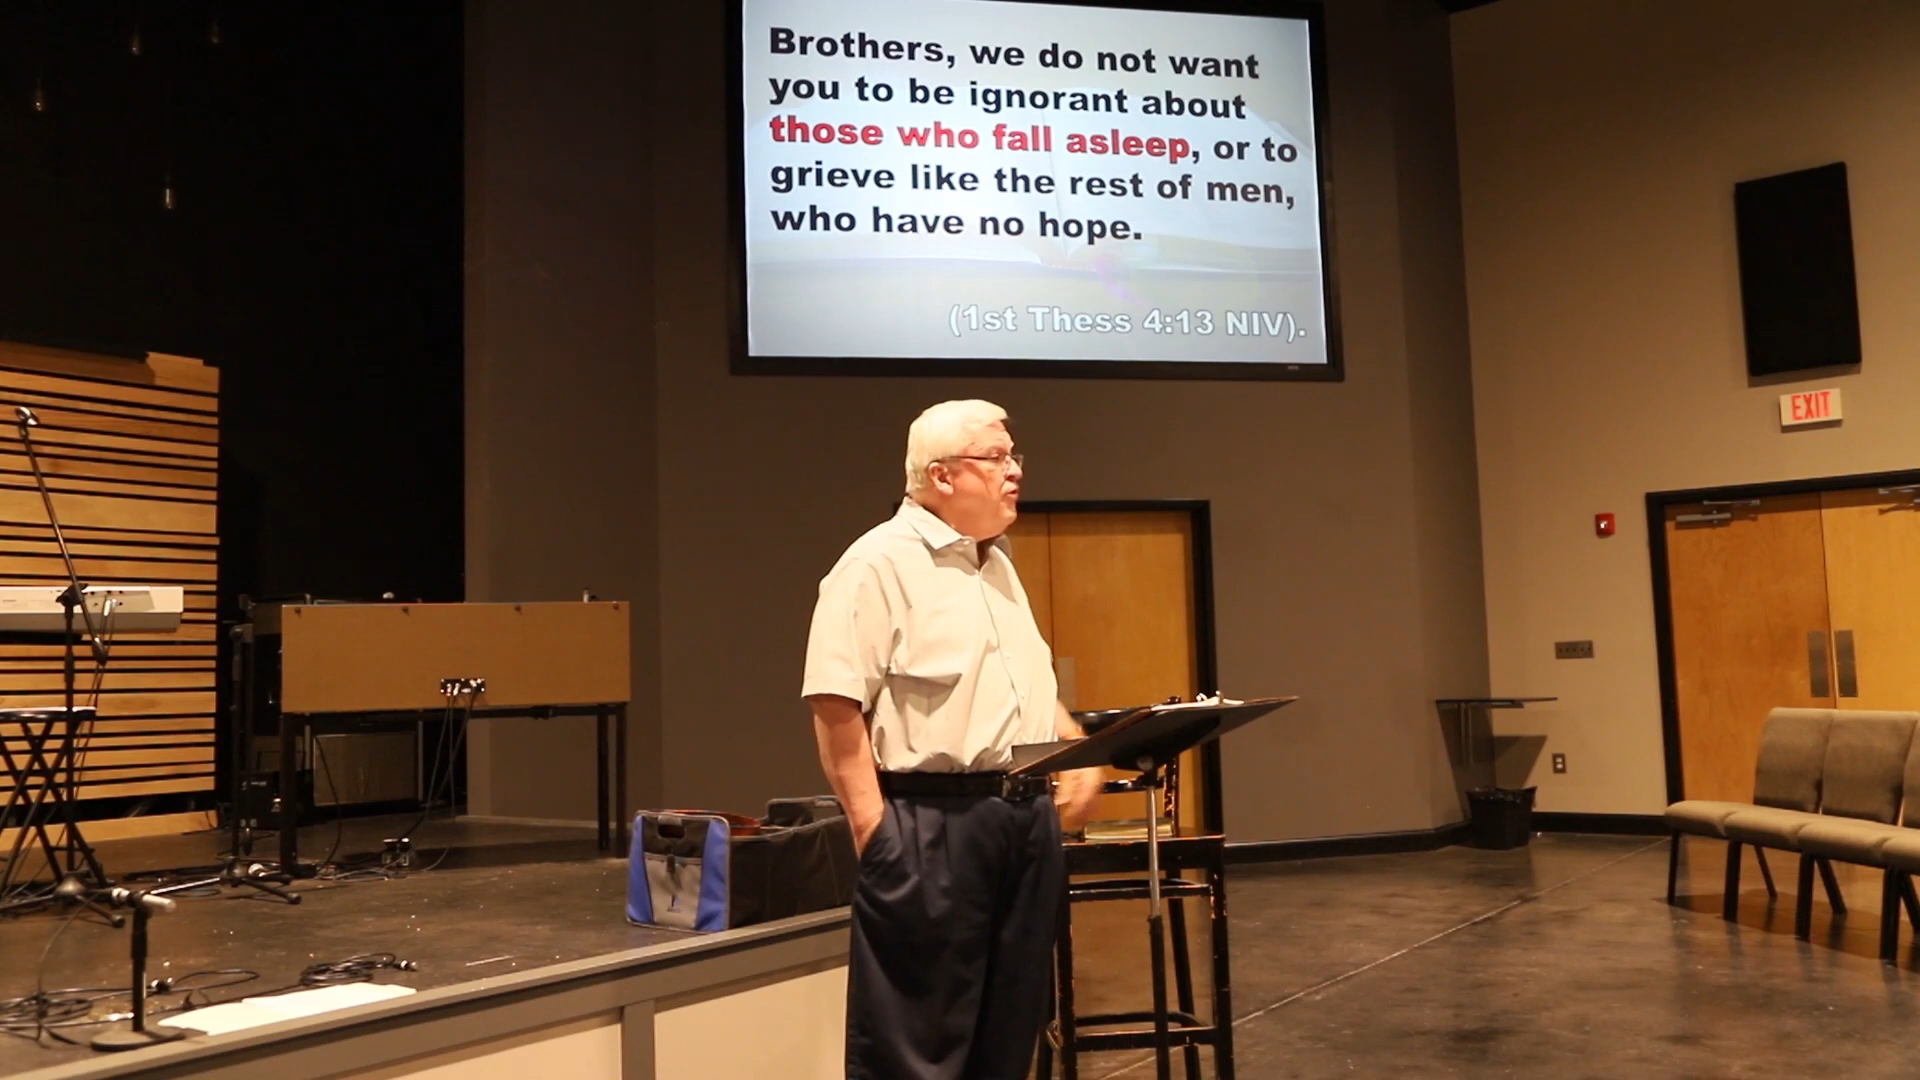 Brothers, we do not want
you to be ignorant about
those who fall asleep, or to
grieve like the rest of men,
who have no hope.
(1st Thess 4:13 NIV).
EXIT